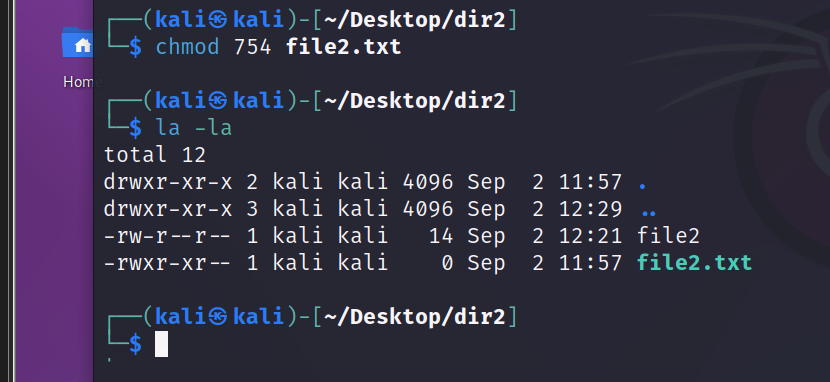 ┌──(kali㉿kali)-[~/Desktop/dir2]
└─$ chmod 754 file2.txt
Home
┌──(kali㉿kali)-[~/Desktop/dir2]
└─$ la -la
total 12
drwxr-xr-x 2 kali kali 4096 Sep  2 11:57 .
drwxr-xr-x 3 kali kali 4096 Sep  2 12:29 ..
-rw-r--r-- 1 kali kali   14 Sep  2 12:21 file2
-rwxr-xr-- 1 kali kali    0 Sep  2 11:57 file2.txt
┌──(kali㉿kali)-[~/Desktop/dir2]
└─$